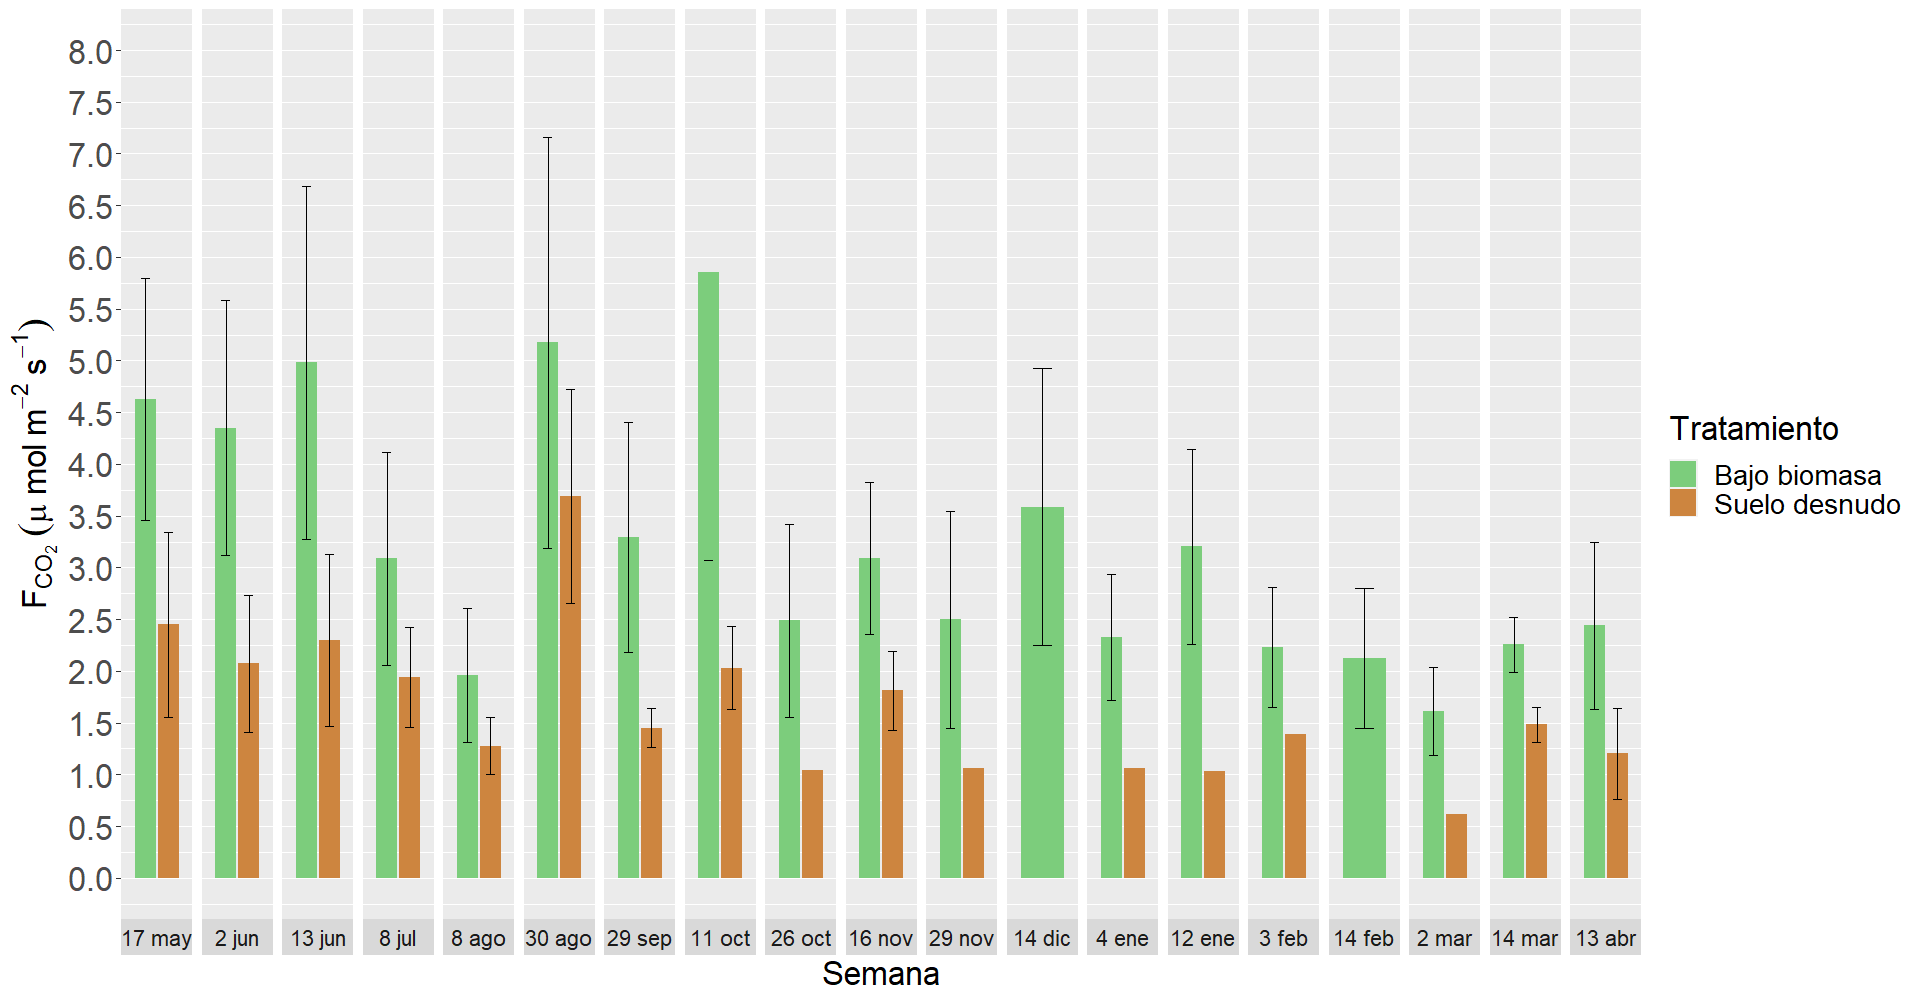 8.0
7.5
7.0
6.5
6.0
5.5
5.0
4.5
4.0
3.5
3.0
2.5
2.0
1.5
1.0
0.5
0.0
F_CO₂ (μ mol m⁻² s⁻¹)
17 may 2 jun 13 jun 8 jul 8 ago 30 ago 29 sep 11 oct 26 oct 16 nov 29 nov 14 dic 4 ene 12 ene 3 feb 14 feb 2 mar 14 mar 13 abr
Semana
Tratamiento
Bajo biomasa
Suelo desnudo